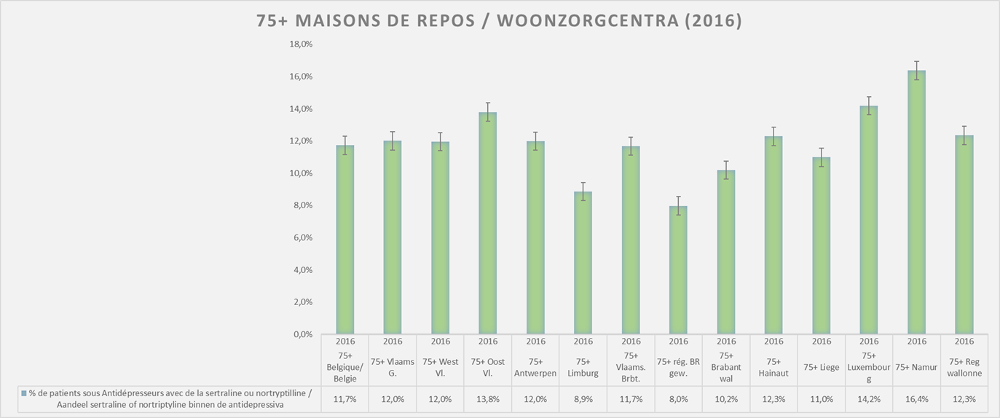 75+ MAISONS DE REPOS / WOONZORGCENTRA (2016)
18,0%
16,0%
14,0%
12,0%
10,0%
8,0%
6,0%
4,0%
2,0%
0,0%
2016 2016 2016 2016 2016 2016 2016 2016 2016 2016 2016 2016 2016 2016
75+ Belgique/ Belgie
75+ Vlaams G.
75+ West Vl.
75+ Oost Vl.
75+ Antwerpen
75+ Limburg
75+ Vlaams. Brbt.
75+ rég. BR gew.
75+ Brabant wal
75+ Hainaut
75+ Liege
75+ Luxembour g
75+ Namur
75+ Reg wallonne
% de patients sous Antidépresseurs avec de la sertraline ou nortryptilline /
Aandeel sertraline of nortriptyline binnen de antidepressiva
11,7% 12,0% 12,0% 13,8% 12,0% 8,9% 11,7% 8,0% 10,2% 12,3% 11,0% 14,2% 16,4% 12,3%